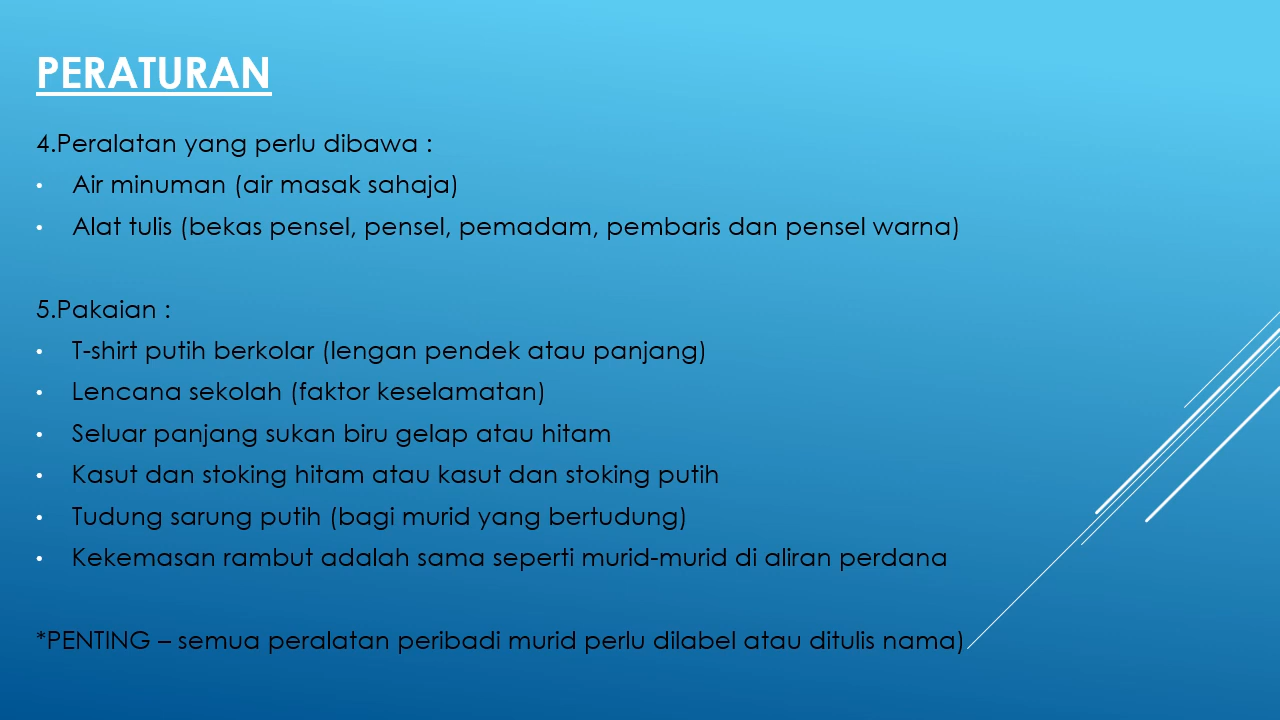 PERATURAN
4.Peralatan yang perlu dibawa :
• Air minuman (air masak sahaja)
• Alat tulis (bekas pensel, pensel, pemadam, pembaris dan pensel warna)
5.Pakaian :
• T-shirt putih berkolar (lengan pendek atau panjang)
• Lencana sekolah (faktor keselamatan)
• Seluar panjang sukan biru gelap atau hitam
• Kasut dan stoking hitam atau kasut dan stoking putih
• Tudung sarung putih (bagi murid yang bertudung)
• Kekemasan rambut adalah sama seperti murid-murid di aliran perdana
*PENTING – semua peralatan peribadi murid perlu dilabel atau ditulis nama)